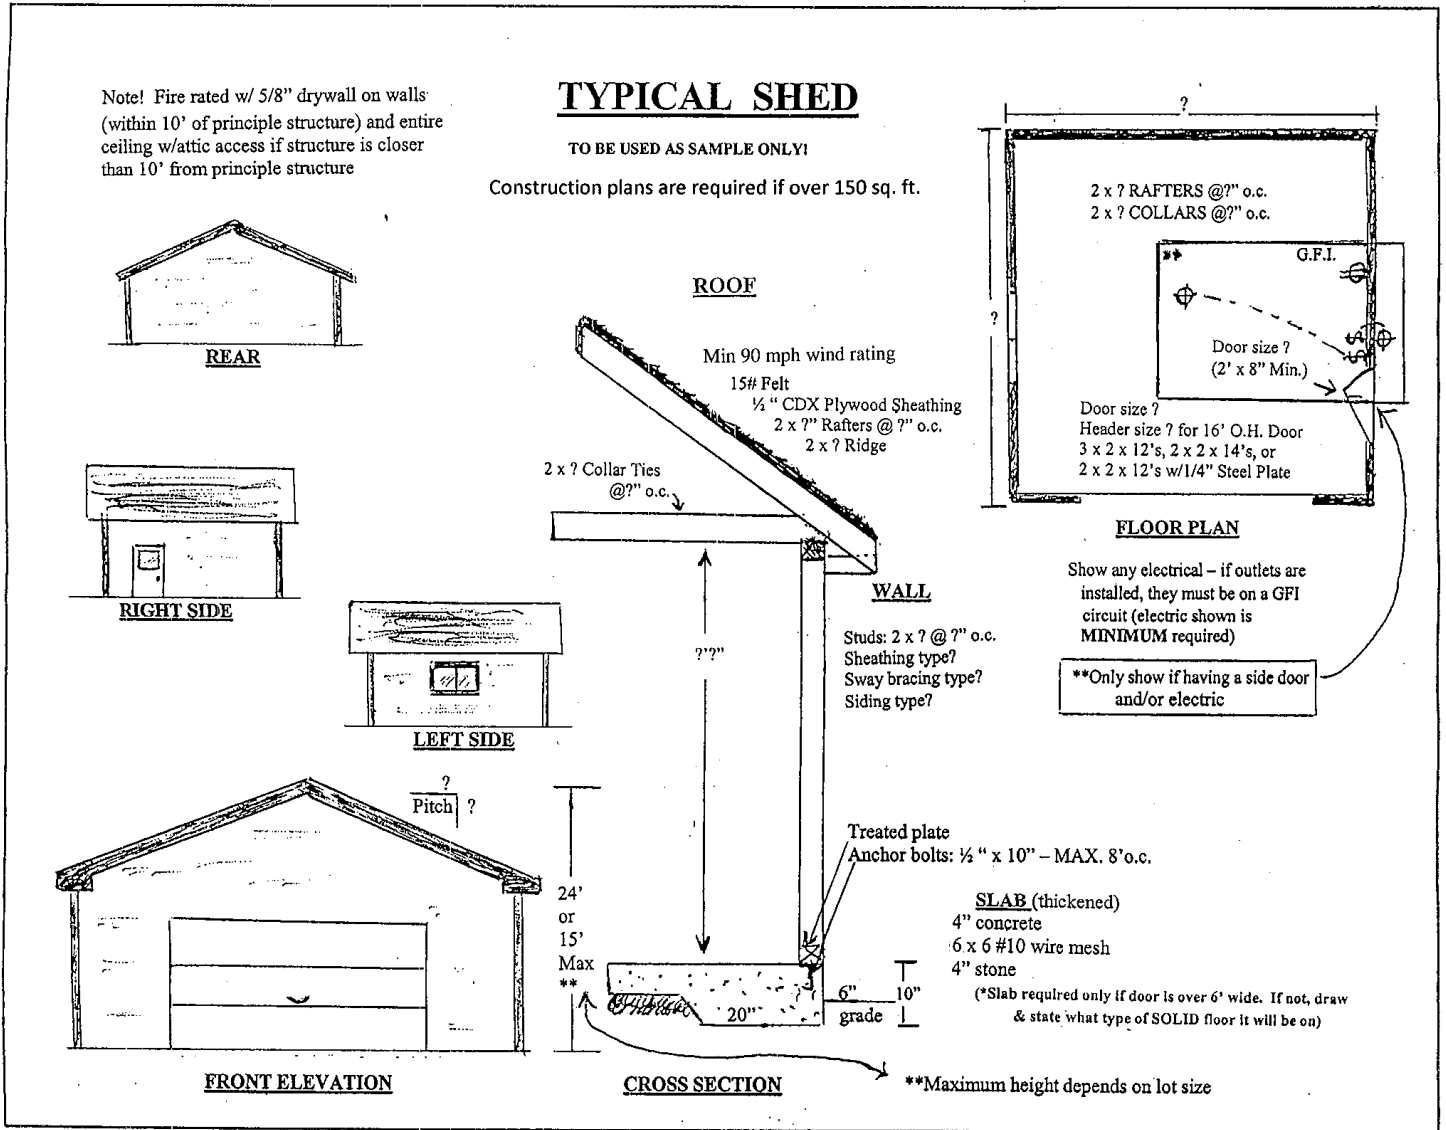 TYPICAL SHED
TO BE USED AS SAMPLE ONLY!
Construction plans are required if over 150 sq. ft.
Note! Fire rated w/ 5/8” drywall on walls
(within 10’ of principle structure) and entire
ceiling w/attic access if structure is closer
than 10’ from principle structure
REAR
RIGHT SIDE
LEFT SIDE
?
Pitch ?
24’
or
15’
Max
**
FRONT ELEVATION
ROOF
Min 90 mph wind rating
15# Felt
½ “ CDX Plywood Sheathing
2 x ?” Rafters @ ?” o.c.
2 x ? Ridge
2 x ? Collar Ties
@?” o.c.
?’?”
WALL
Studs: 2 x ? @ ?” o.c.
Sheathing type?
Sway bracing type?
Siding type?
Treated plate
Anchor bolts: ½ “ x 10” – MAX. 8’o.c.
SLAB (thickened)
4” concrete
6 x 6 #10 wire mesh
4” stone
(*Slab required only if door is over 6’ wide. If not, draw
& state what type of SOLID floor it will be on)
6”
10”
grade
20”
CROSS SECTION
**Maximum height depends on lot size
?
?
2 x ? RAFTERS @?” o.c.
2 x ? COLLARS @?” o.c.
**
G.F.I.
$
$
Door size ?
(2’ x 8” Min.)
Door size ?
Header size ? for 16’ O.H. Door
3 x 2 x 12’s, 2 x 2 x 14’s, or
2 x 2 x 12’s w/1/4” Steel Plate
FLOOR PLAN
Show any electrical – if outlets are
installed, they must be on a GFI
circuit (electric shown is
MINIMUM required)
**Only show if having a side door
and/or electric